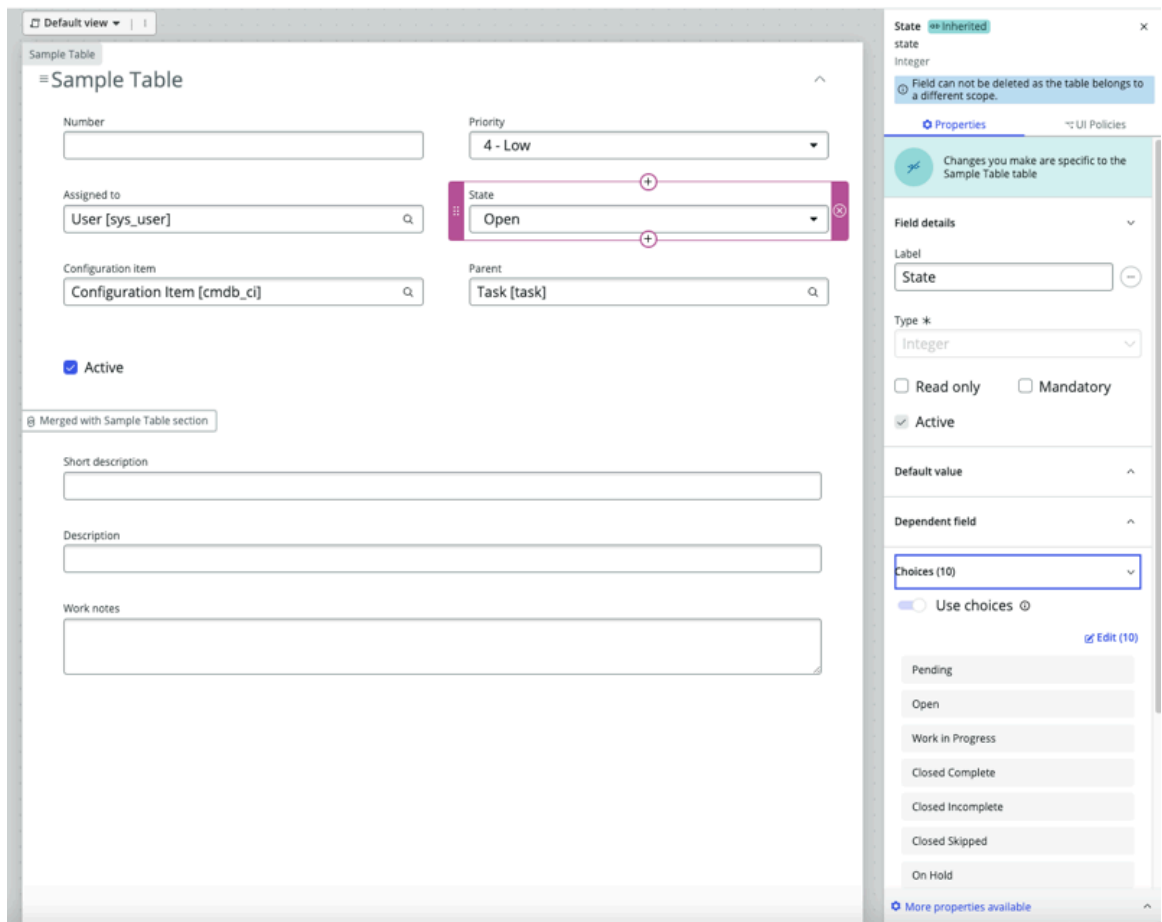 Default view
Sample Table
Sample Table
Number
Priority
4 - Low
Assigned to
User [sys_user]
State
Open
Configuration item
Configuration Item [cmdb_ci]
Parent
Task [task]
Active
Merged with Sample Table section
Short description
Description
Work notes
State Inherited
state
Integer
Field can not be deleted as the table belongs to
a different scope.
Properties
UI Policies
Changes you make are specific to the
Sample Table table
Field details
Label
State
Type *
Integer
Read only
Mandatory
Active
Default value
Dependent field
Choices (10)
Use choices
Edit (10)
Pending
Open
Work in Progress
Closed Complete
Closed Incomplete
Closed Skipped
On Hold
More properties available